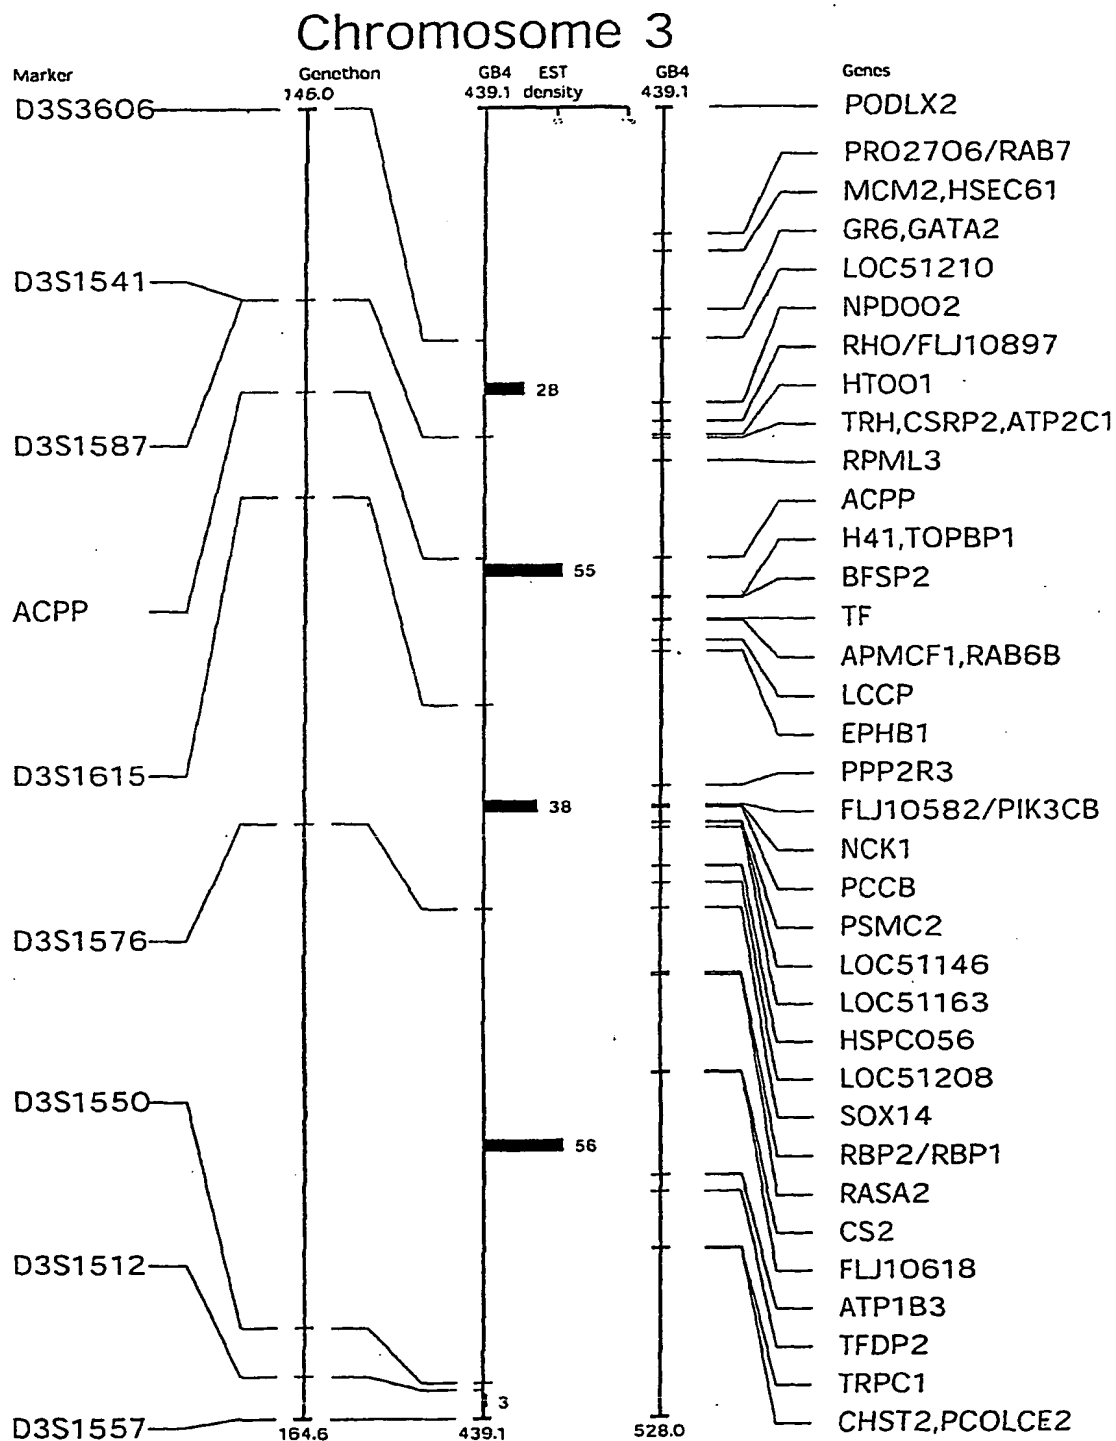 Chromosome 3
Marker Genethon GB4 EST density GB4 Genes
146.0 439.1 439.1
D3S3606
D3S1541
D3S1587
ACPP
D3S1615
D3S1576
D3S1550
D3S1512
D3S1557
28
55
38
56
3
164.6 439.1 528.0
PODLX2
PRO2706/RAB7
MCM2,HSEC61
GR6,GATA2
LOC51210
NPD002
RHO/FLJ10897
HT001
TRH,CSRP2,ATP2C1
RPML3
ACPP
H41,TOPBP1
BFSP2
TF
APMCF1,RAB6B
LCCP
EPHB1
PPP2R3
FLJ10582/PIK3CB
NCK1
PCCB
PSMC2
LOC51146
LOC51163
HSPC056
LOC51208
SOX14
RBP2/RBP1
RASA2
CS2
FLJ10618
ATP1B3
TFDP2
TRPC1
CHST2,PCOLCE2